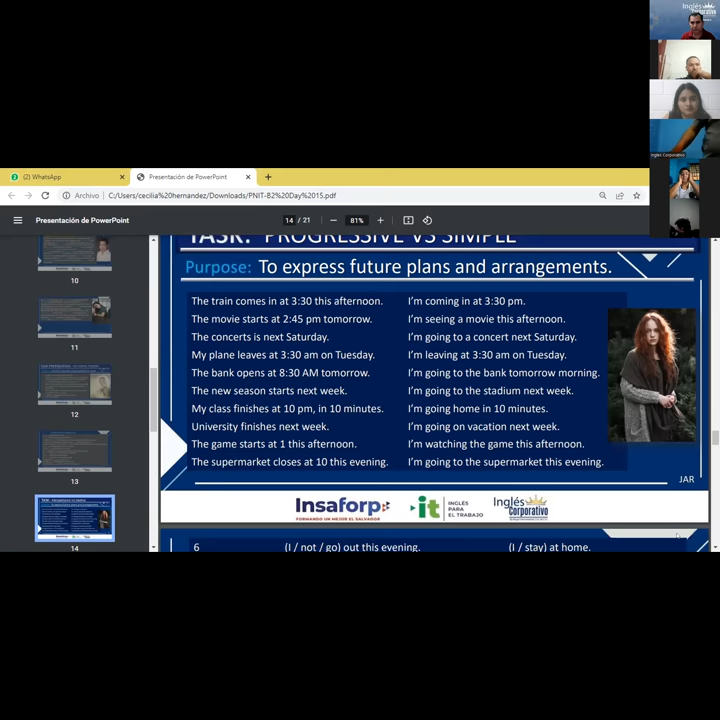 Inglés
Corporativo
Inglés Corporativo
(2) WhatsApp
Presentación de PowerPoint
Archivo
C:/Users/cecilia%20hernandez/Downloads/PNIT-B2%20Day%2015.pdf
Presentación de PowerPoint
14 / 21
81%
TASK: PROGRESSIVE VS SIMPLE
Purpose: To express future plans and arrangements.
The train comes in at 3:30 this afternoon. I'm coming in at 3:30 pm.
The movie starts at 2:45 pm tomorrow. I'm seeing a movie this afternoon.
The concerts is next Saturday. I'm going to a concert next Saturday.
My plane leaves at 3:30 am on Tuesday. I'm leaving at 3:30 am on Tuesday.
The bank opens at 8:30 AM tomorrow. I'm going to the bank tomorrow morning.
The new season starts next week. I'm going to the stadium next week.
My class finishes at 10 pm, in 10 minutes. I'm going home in 10 minutes.
University finishes next week. I'm going on vacation next week.
The game starts at 1 this afternoon. I'm watching the game this afternoon.
The supermarket closes at 10 this evening. I'm going to the supermarket this evening.
JAR
Insaforp
FORMANDO UN MEJOR EL SALVADOR
it
INGLÉS
PARA
EL TRABAJO
Inglés
Corporativo
6 (I / not / go) out this evening. (I / stay) at home.
10
11
12
13
14